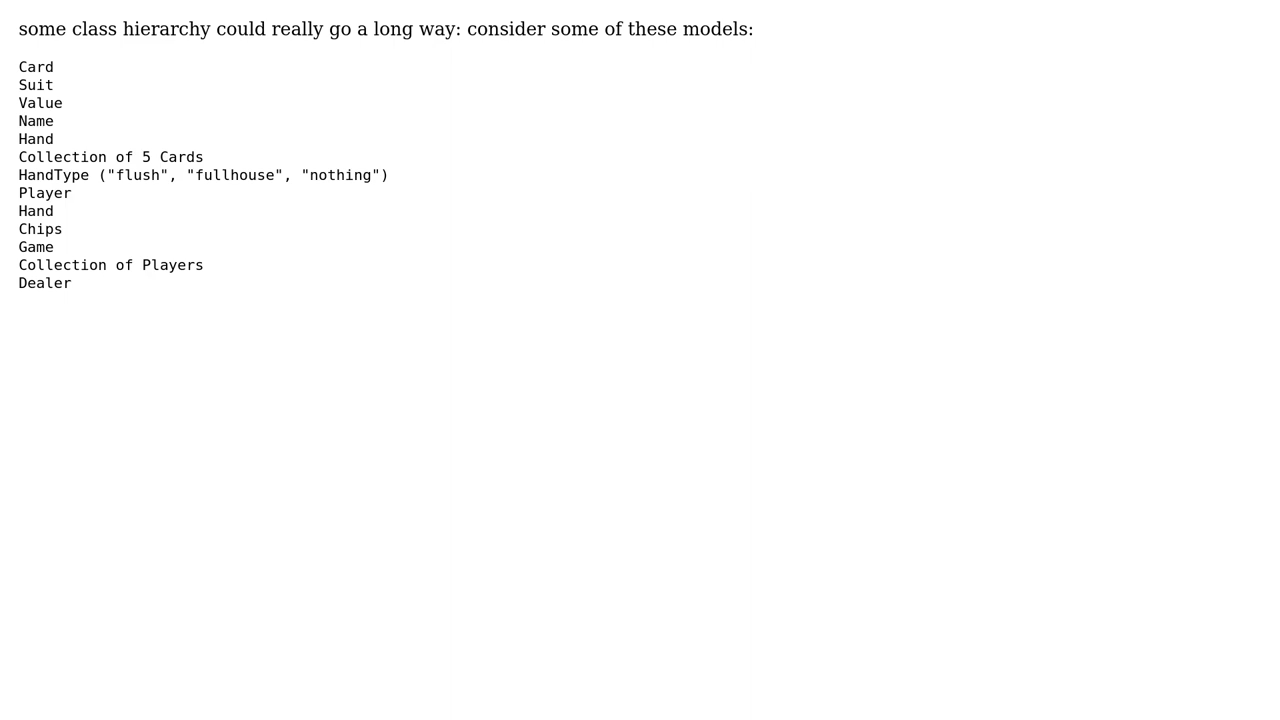 some class hierarchy could really go a long way: consider some of these models:
Card
Suit
Value
Name
Hand
Collection of 5 Cards
HandType ("flush", "fullhouse", "nothing")
Player
Hand
Chips
Game
Collection of Players
Dealer